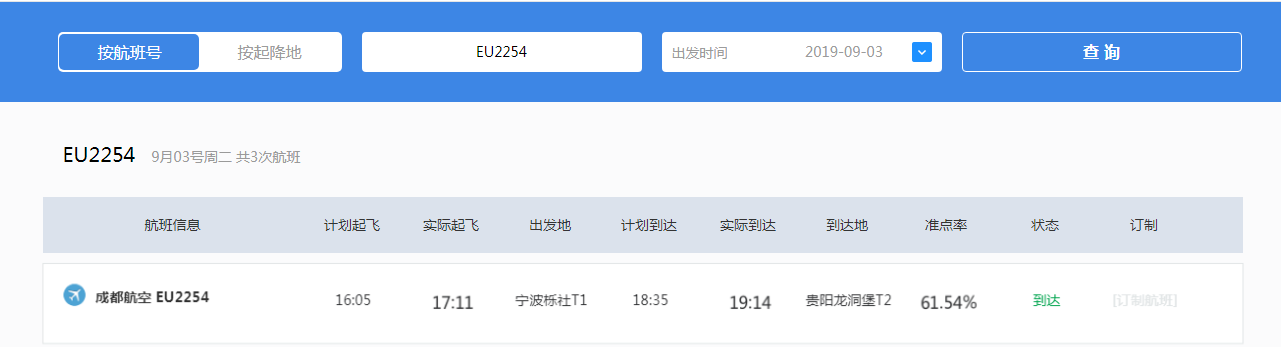 按航班号 按起降地 EU2254 出发时间 2019-09-03 查 询
EU2254 9月03号周二 共3次航班
航班信息 计划起飞 实际起飞 出发地 计划到达 实际到达 到达地 准点率 状态 订制
成都航空 EU2254 16:05 17:11 宁波栎社T1 18:35 19:14 贵阳龙洞堡T2 61.54% 到达 [订制航班]